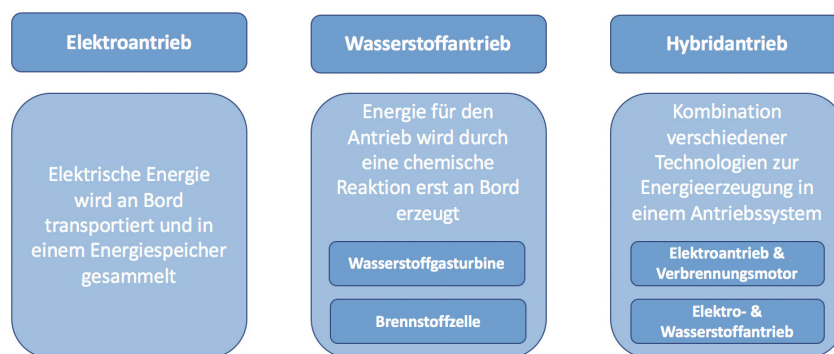 Elektroantrieb
Elektrische Energie
wird an Bord
transportiert und in
einem Energiespeicher
gesammelt
Wasserstoffantrieb
Energie für den
Antrieb wird durch
eine chemische
Reaktion erst an Bord
erzeugt
Wasserstoffgasturbine
Brennstoffzelle
Hybridantrieb
Kombination
verschiedener
Technologien zur
Energieerzeugung in
einem Antriebssystem
Elektroantrieb &
Verbrennungsmotor
Elektro- &
Wasserstoffantrieb